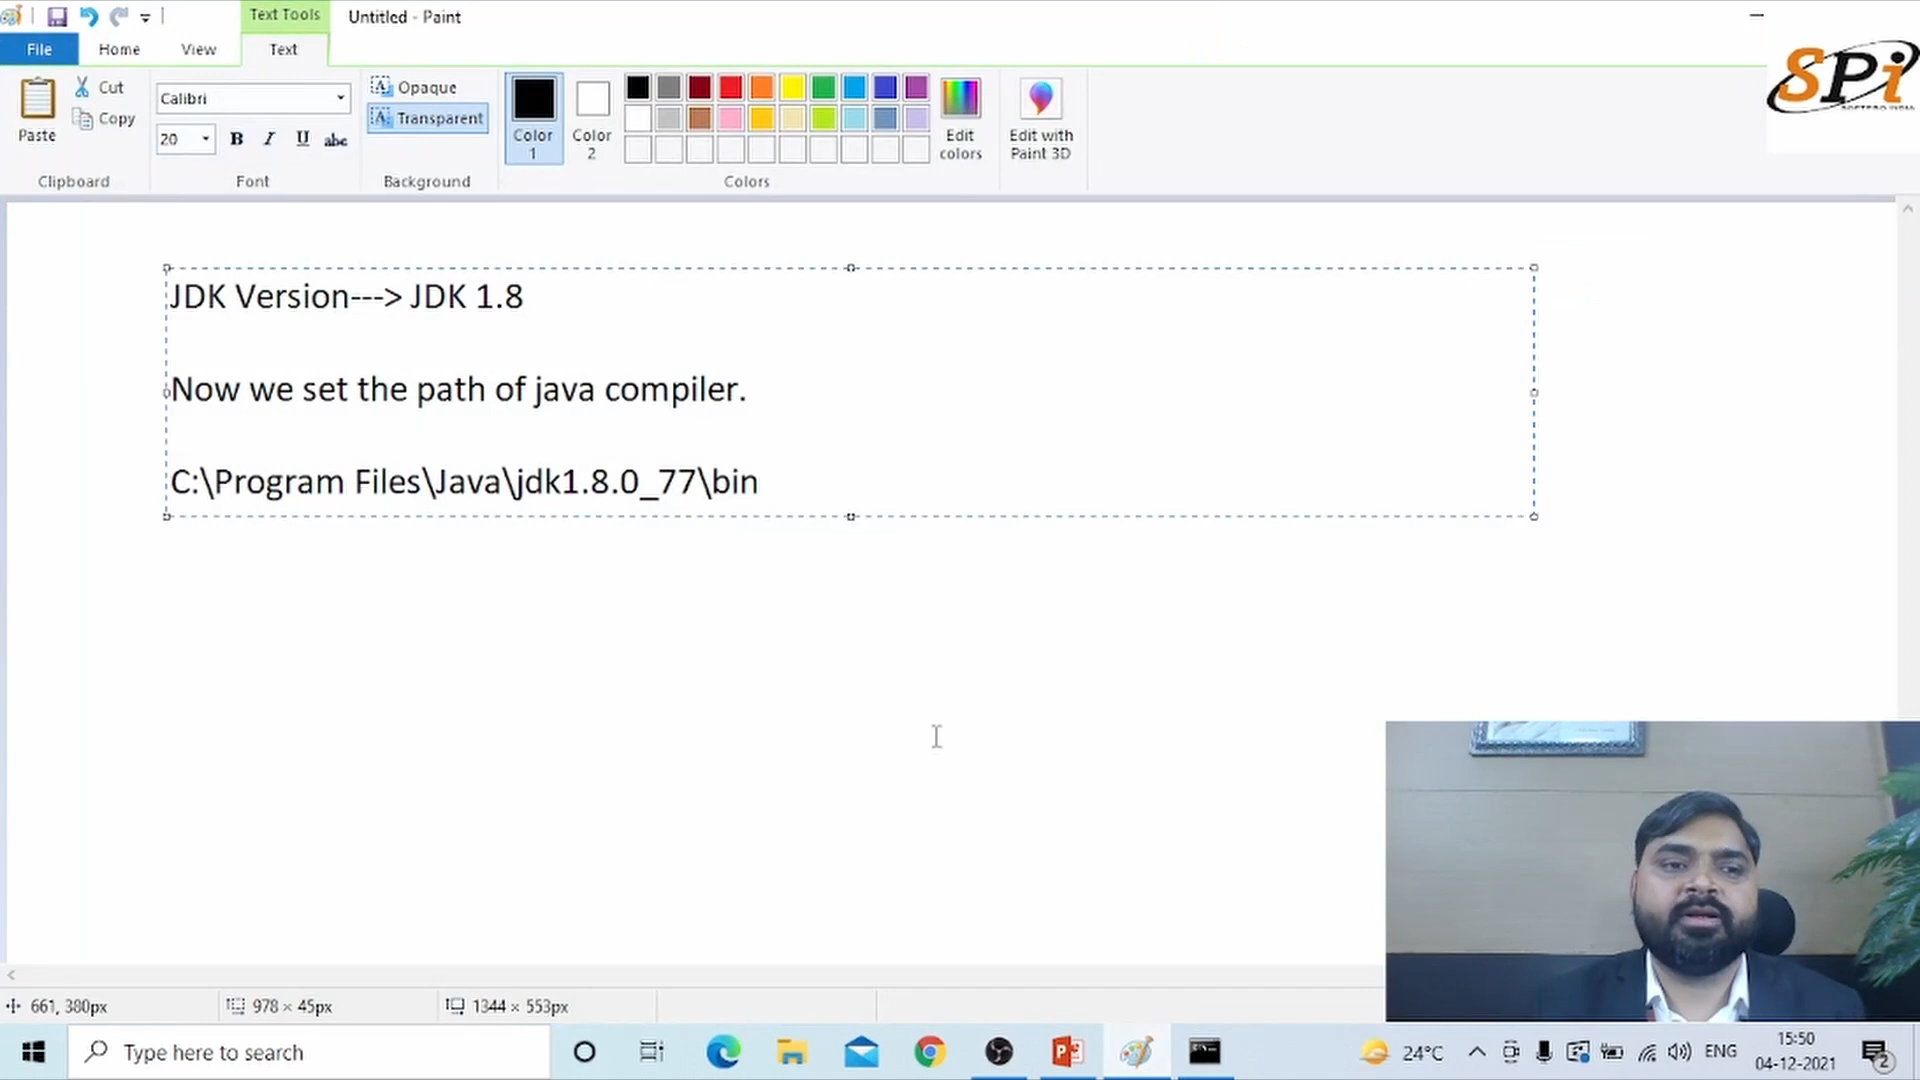 Text Tools
Untitled - Paint
File
Home
View
Text
Paste
Cut
Copy
Clipboard
Calibri
20
B I U abc
Font
Opaque
Transparent
Background
Color 1
Color 2
Colors
Edit colors
Edit with Paint 3D
SPi
JDK Version---> JDK 1.8
Now we set the path of java compiler.
C:\Program Files\Java\jdk1.8.0_77\bin
661, 380px
978 × 45px
1344 × 553px
Type here to search
24°C
ENG
15:50
04-12-2021
2